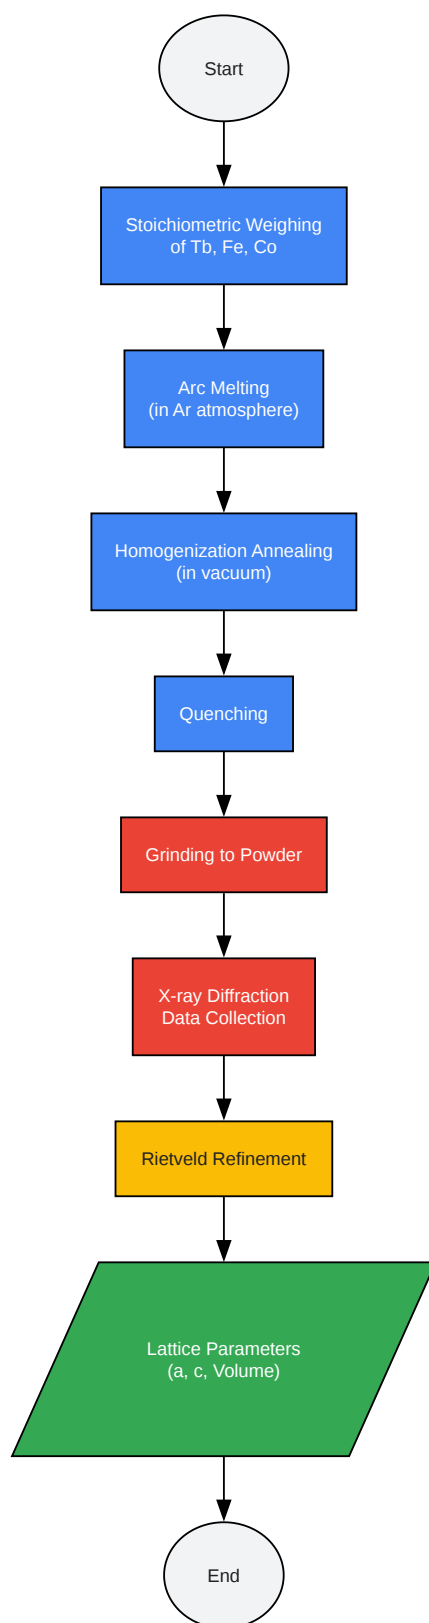 Start
Stoichiometric Weighing
of Tb, Fe, Co
Arc Melting
(in Ar atmosphere)
Homogenization Annealing
(in vacuum)
Quenching
Grinding to Powder
X-ray Diffraction
Data Collection
Rietveld Refinement
Lattice Parameters
(a, c, Volume)
End